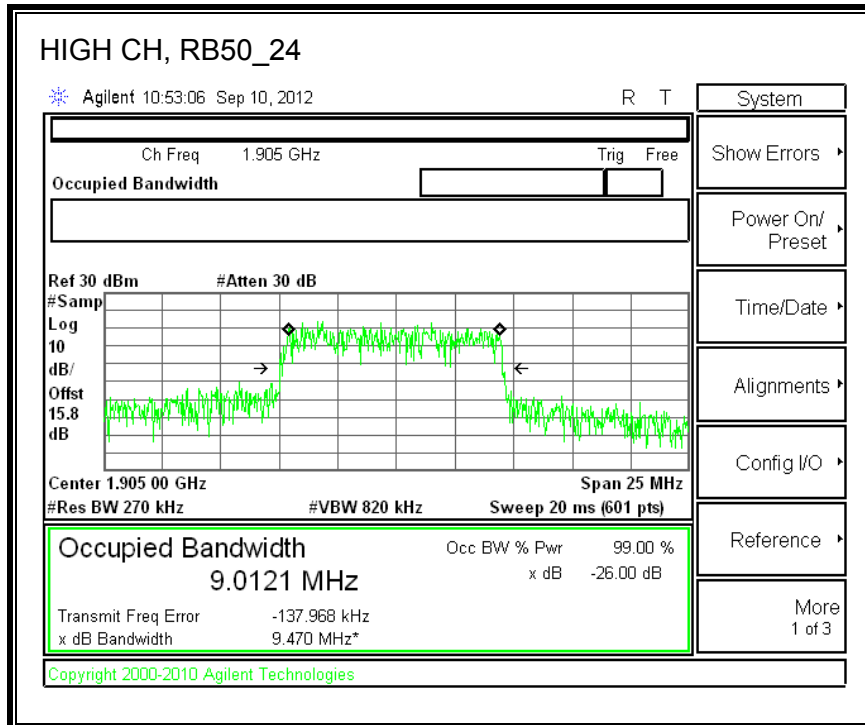 HIGH CH, RB50_24
Agilent 10:53:06 Sep 10, 2012 R T
Ch Freq 1.905 GHz Trig Free
Occupied Bandwidth
Ref 30 dBm #Atten 30 dB
#Samp
Log
10
dB/
Offst
15.8
dB
Center 1.905 00 GHz Span 25 MHz
#Res BW 270 kHz #VBW 820 kHz Sweep 20 ms (601 pts)
Occupied Bandwidth
9.0121 MHz
Occ BW % Pwr 99.00 %
x dB -26.00 dB
Transmit Freq Error -137.968 kHz
x dB Bandwidth 9.470 MHz*
Copyright 2000-2010 Agilent Technologies
System
Show Errors
Power On/
Preset
Time/Date
Alignments
Config I/O
Reference
More
1 of 3